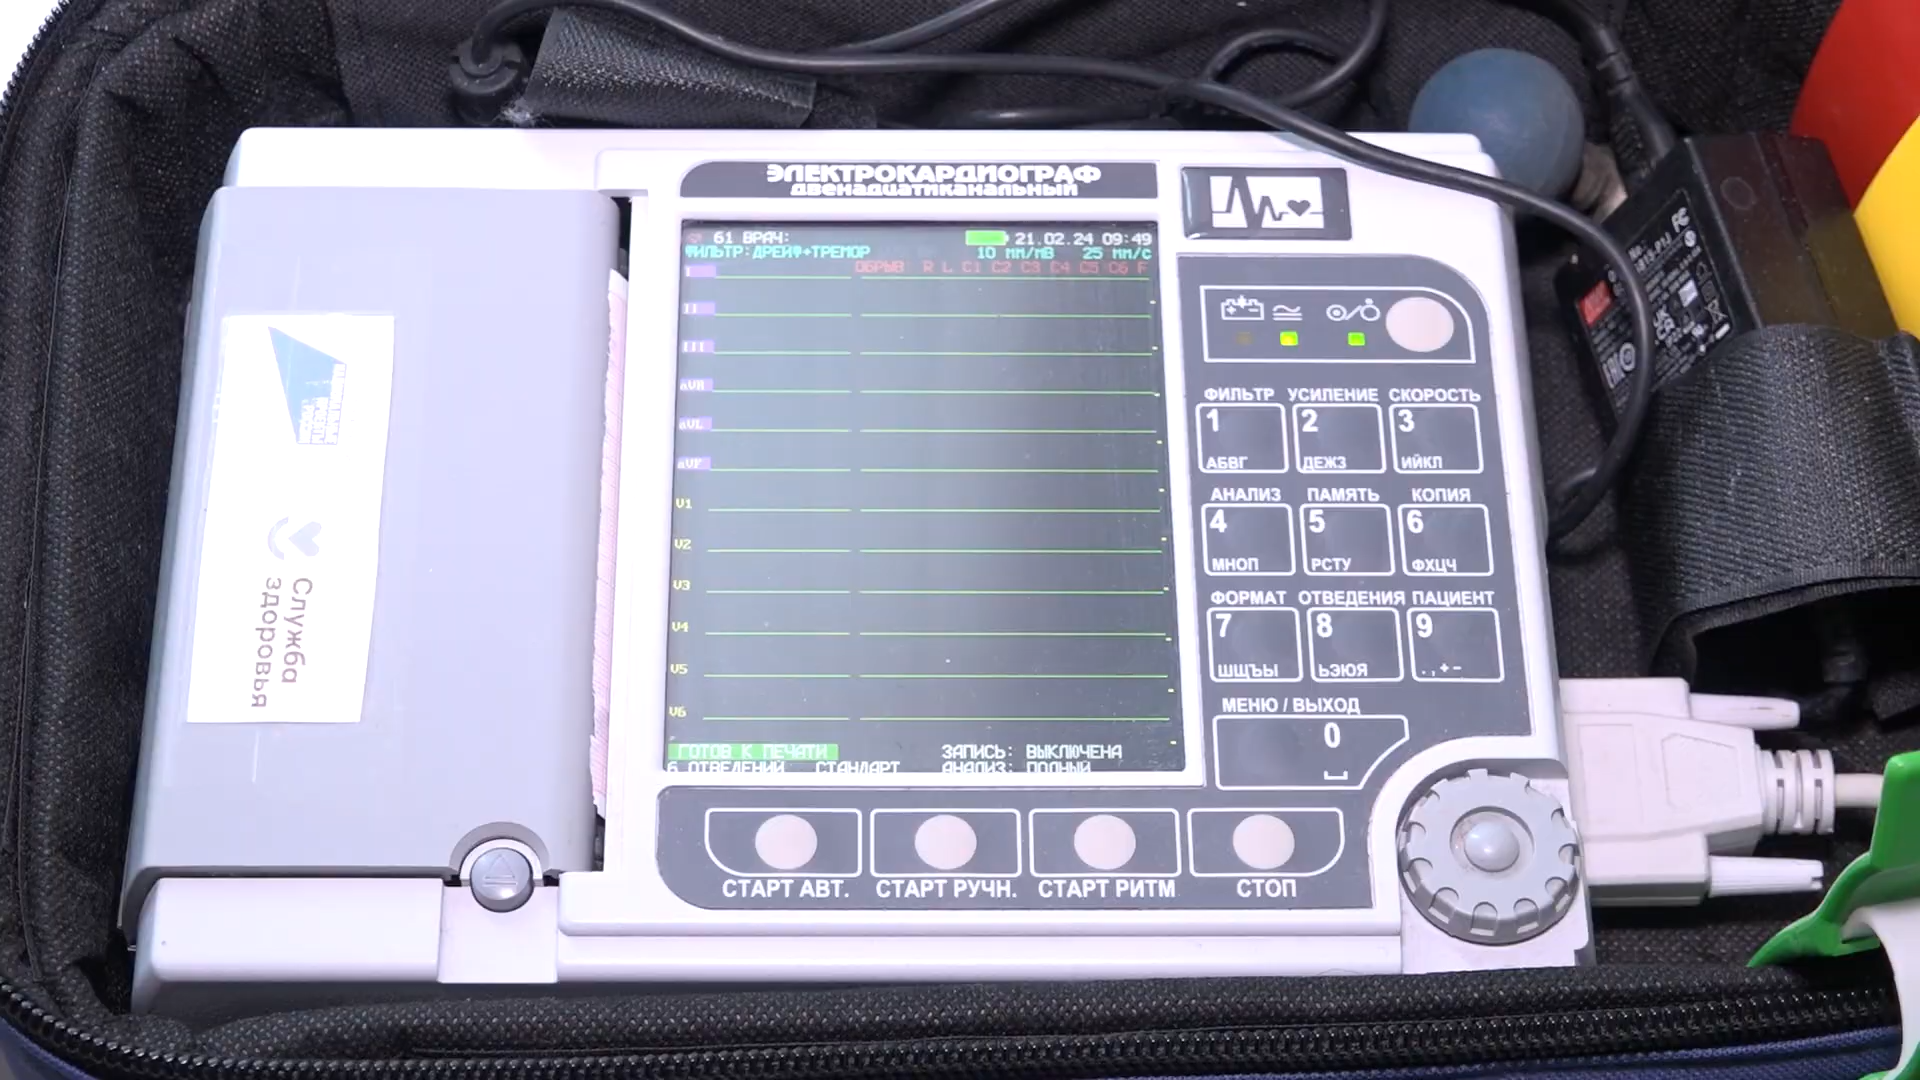 ЭЛЕКТРОКАРДИОГРАФ
двенадцатиканальный
61 ВРАЧ: 21.02.24 09:49
ФИЛЬТР:ДРЕЙФ+ТРЕМОР 10 мм/мВ 25 мм/с
ОБРЫВ R L C1 C2 C3 C4 C5 C6 F
I
II
III
aVR
aVL
aVF
V1
V2
V3
V4
V5
V6
ГОТОВ К ПЕЧАТИ ЗАПИСЬ: ВЫКЛЮЧЕНА
6 ОТВЕДЕНИЙ СТАНДАРТ АНАЛИЗ: ПОЛНЫЙ
ФИЛЬТР УСИЛЕНИЕ СКОРОСТЬ
1 2 3
АБВГ ДЕЖЗ ИЙКЛ
АНАЛИЗ ПАМЯТЬ КОПИЯ
4 5 6
МНОП РСТУ ФХЦЧ
ФОРМАТ ОТВЕДЕНИЯ ПАЦИЕНТ
7 8 9
ШЩЪЫ ЬЭЮЯ . , + -
МЕНЮ / ВЫХОД
0
СТАРТ АВТ. СТАРТ РУЧН. СТАРТ РИТМ СТОП
Служба
здоровья